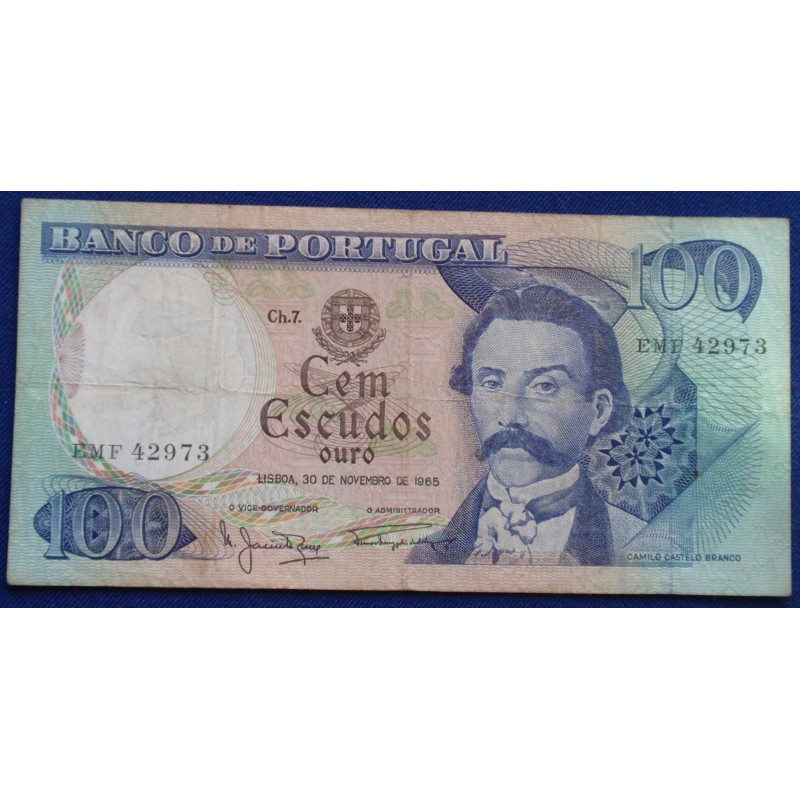 BANCO DE PORTUGAL
100
Ch.7.
EMF 42973
Cem
Escudos
ouro
EMF 42973
LISBOA, 30 DE NOVEMBRO DE 1965
O VICE-GOVERNADOR
O ADMINISTRADOR
100
CAMILO CASTELO BRANCO